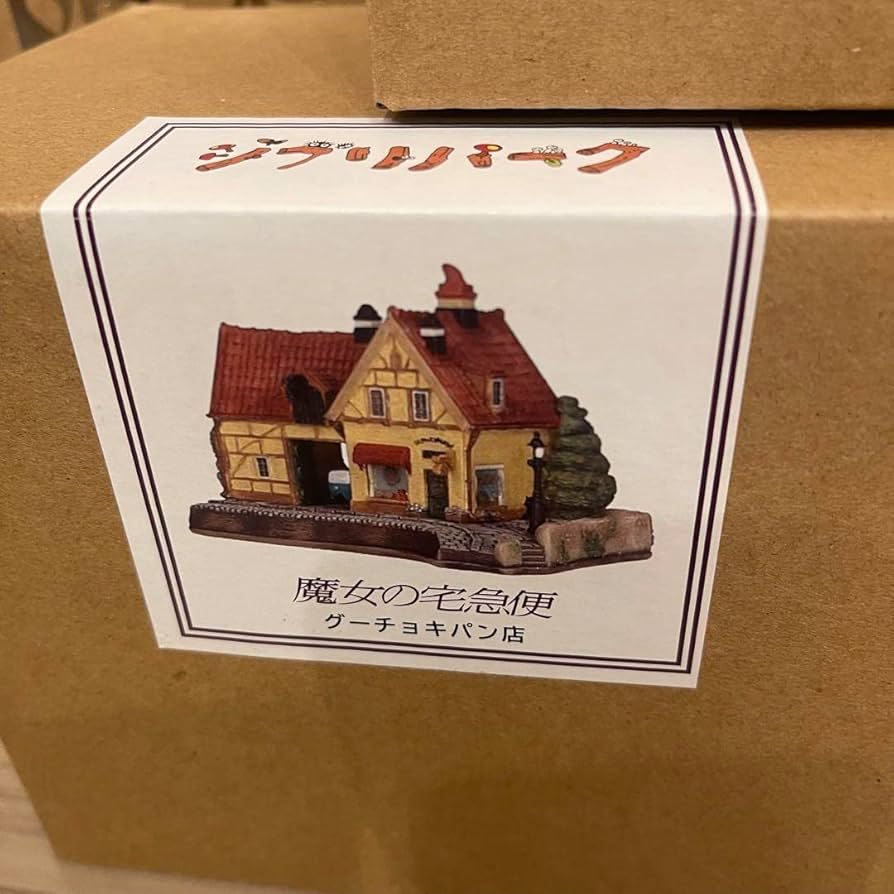 ジブリパーク
魔女の宅急便
グーチョキパン店